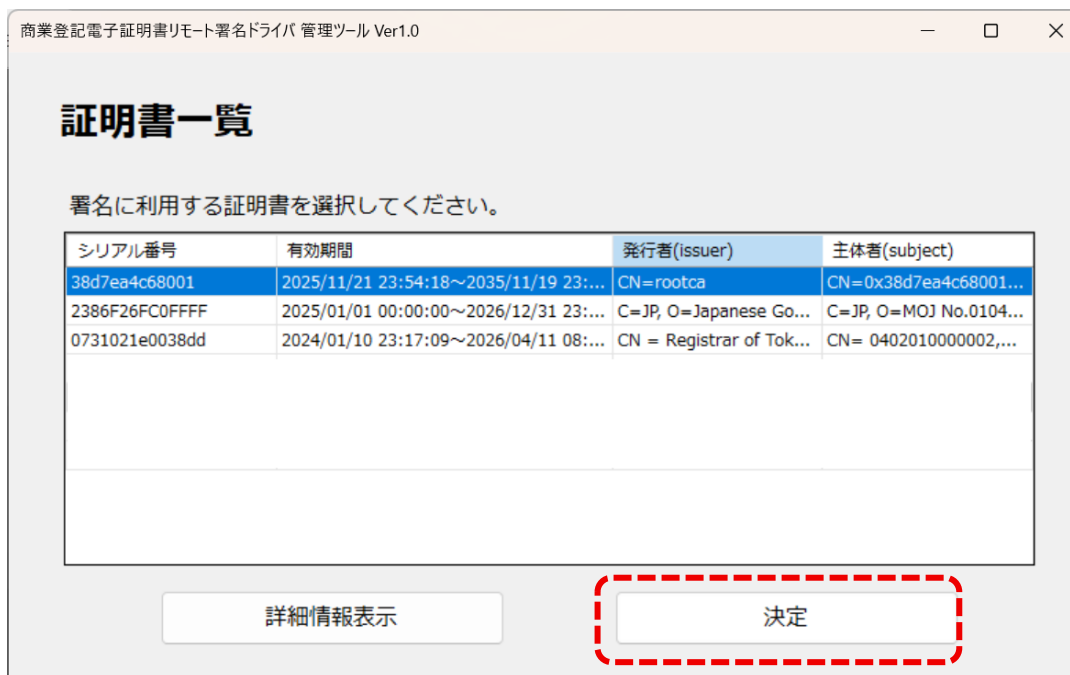 商業登記電子証明書リモート署名ドライバ 管理ツール Ver1.0
証明書一覧
署名に利用する証明書を選択してください。
シリアル番号 有効期間 発行者(issuer) 主体者(subject)
38d7ea4c68001 2025/11/21 23:54:18～2035/11/19 23:... CN=rootca CN=0x38d7ea4c68001...
2386F26FC0FFFF 2025/01/01 00:00:00～2026/12/31 23:... C=JP, O=Japanese Go... C=JP, O=MOJ No.0104...
0731021e0038dd 2024/01/10 23:17:09～2026/04/11 08:... CN = Registrar of Tok... CN= 0402010000002,...
詳細情報表示 決定